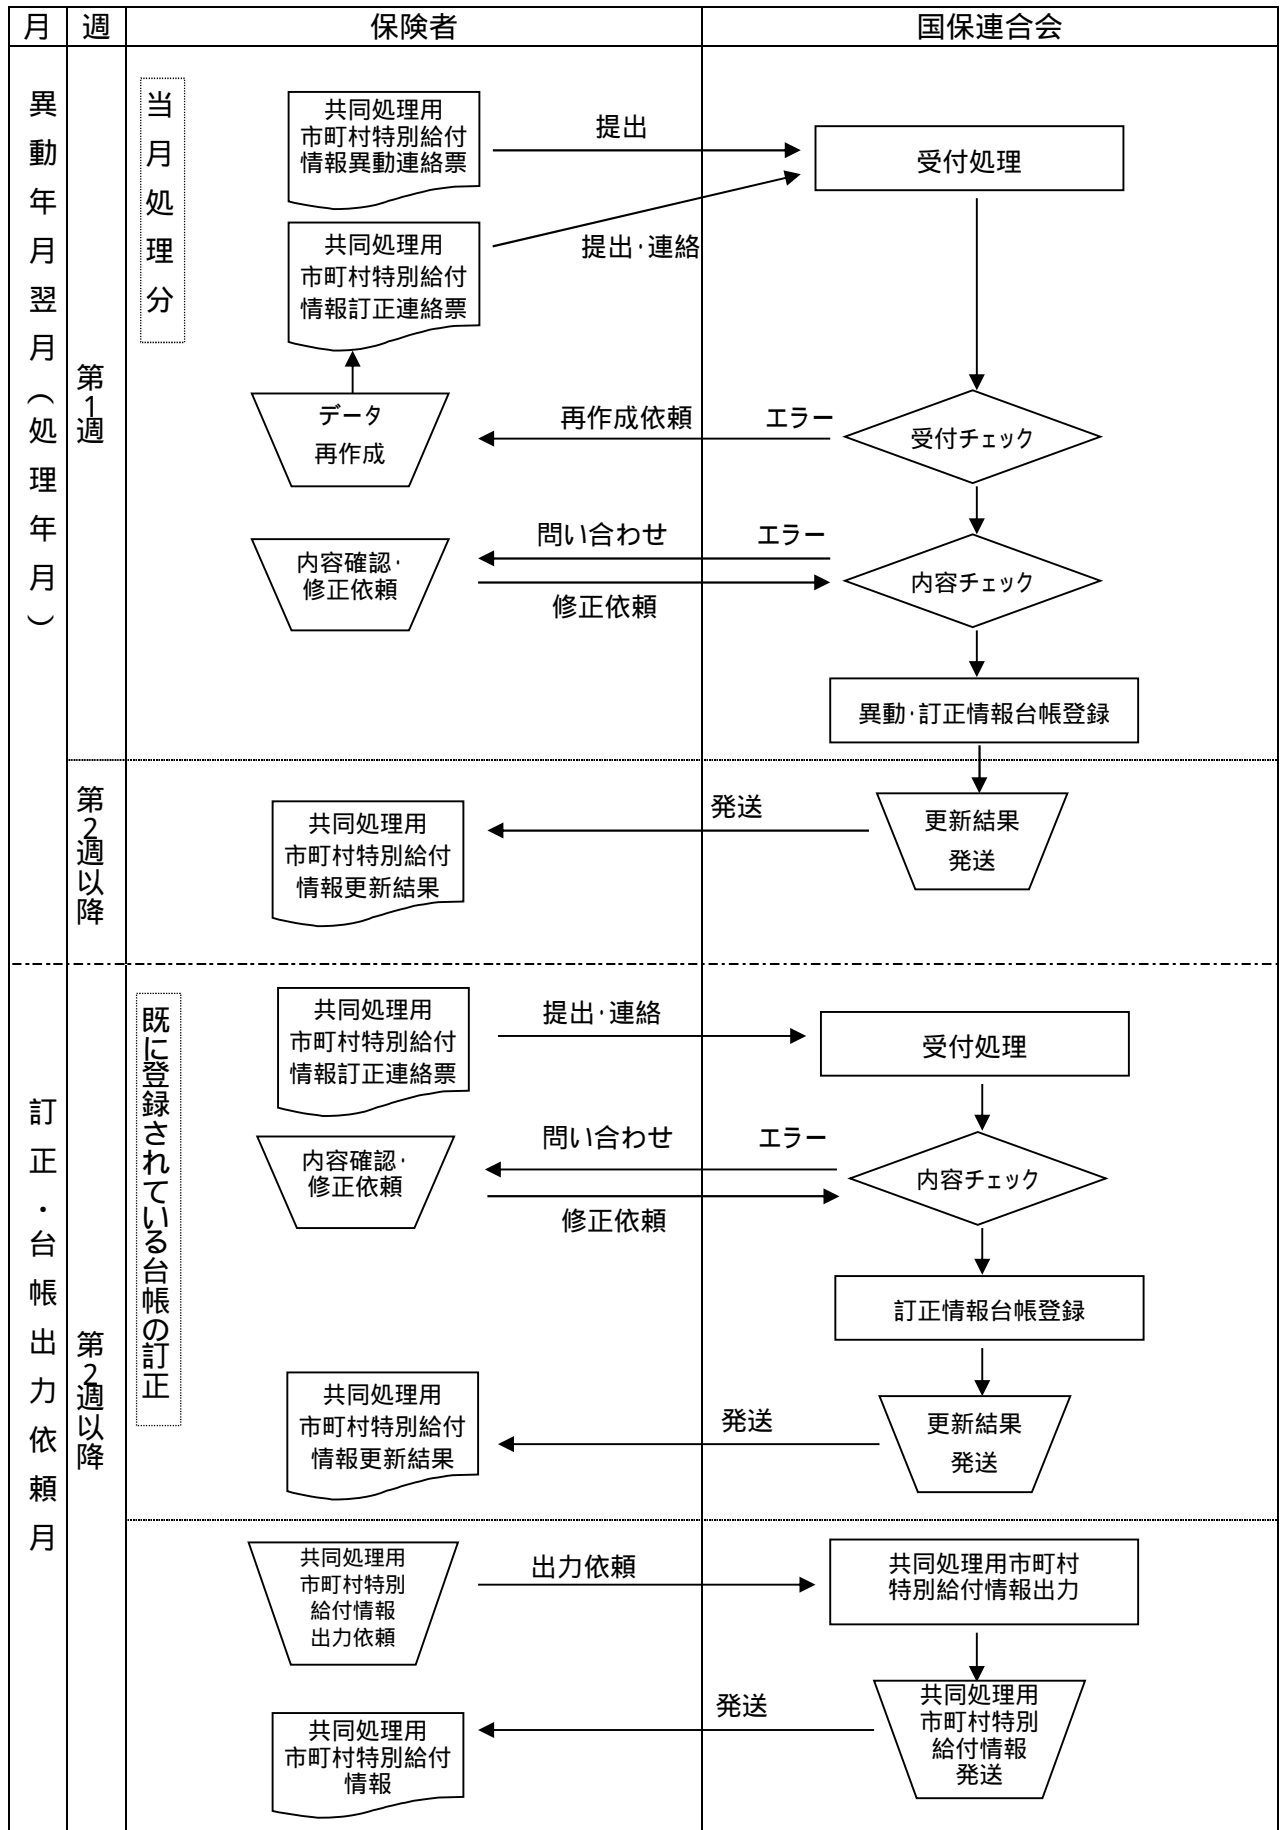 月
週
保険者
国保連合会
異動年月翌月(処理年月)
第1週
当月処理分
共同処理用
市町村特別給付
情報異動連絡票
提出
受付処理
共同処理用
市町村特別給付
情報訂正連絡票
提出・連絡
データ
再作成
再作成依頼
エラー
受付チェック
内容確認・
修正依頼
問い合わせ
エラー
修正依頼
内容チェック
異動・訂正情報台帳登録
第2週以降
共同処理用
市町村特別給付
情報更新結果
発送
更新結果
発送
訂正・台帳出力依頼月
第2週以降
既に登録されている台帳の訂正
共同処理用
市町村特別給付
情報訂正連絡票
提出・連絡
受付処理
内容確認・
修正依頼
問い合わせ
エラー
修正依頼
内容チェック
訂正情報台帳登録
共同処理用
市町村特別給付
情報更新結果
発送
更新結果
発送
共同処理用
市町村特別
給付情報
出力依頼
出力依頼
共同処理用市町村
特別給付情報出力
共同処理用
市町村特別給付
情報
発送
共同処理用
市町村特別
給付情報
発送